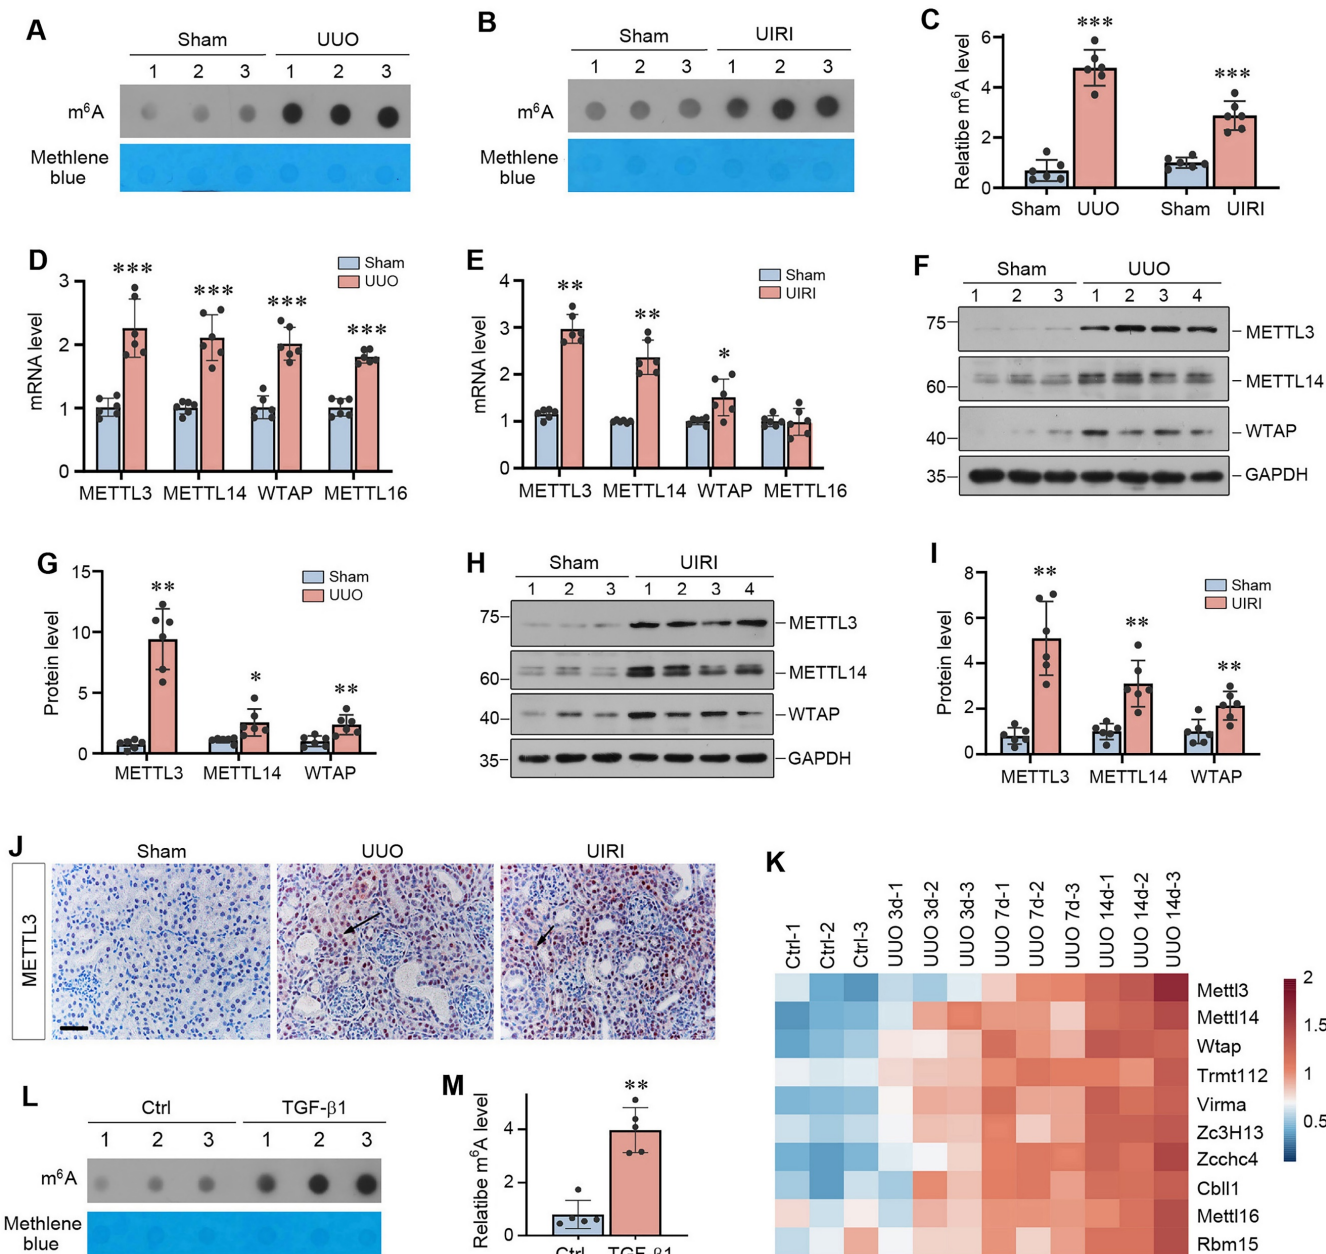 A
Sham UUO
1 2 3 1 2 3
m6A
Methlene
blue
B
Sham UIRI
1 2 3 1 2 3
m6A
Methlene
blue
C
Relatibe m6A level
6
4
2
0
***
***
Sham UUO Sham UIRI
D
mRNA level
3
2
1
0
*** *** *** ***
Sham
UUO
METTL3 METTL14 WTAP METTL16
E
mRNA level
4
3
2
1
0
** ** *
Sham
UIRI
METTL3 METTL14 WTAP METTL16
F
Sham UUO
1 2 3 1 2 3 4
75 METTL3
60 METTL14
40 WTAP
35 GAPDH
G
Protein level
15
10
5
0
** * **
Sham
UUO
METTL3 METTL14 WTAP
H
Sham UIRI
1 2 3 1 2 3 4
75 METTL3
60 METTL14
40 WTAP
35 GAPDH
I
Protein level
8
6
4
2
0
** ** **
Sham
UIRI
METTL3 METTL14 WTAP
J
Sham UUO UIRI
METTL3
K
Ctrl-1
Ctrl-2
Ctrl-3
UUO 3d-1
UUO 3d-2
UUO 3d-3
UUO 7d-1
UUO 7d-2
UUO 7d-3
UUO 14d-1
UUO 14d-2
UUO 14d-3
Mettl3
Mettl14
Wtap
Trmt112
Virma
Zc3H13
Zcchc4
Cbll1
Mettl16
Rbm15
2
1.5
1
0.5
L
Ctrl TGF-β1
1 2 3 1 2 3
m6A
Methlene
blue
M
Relatibe m6A level
4
2
0
**
Ctrl TGF-β1